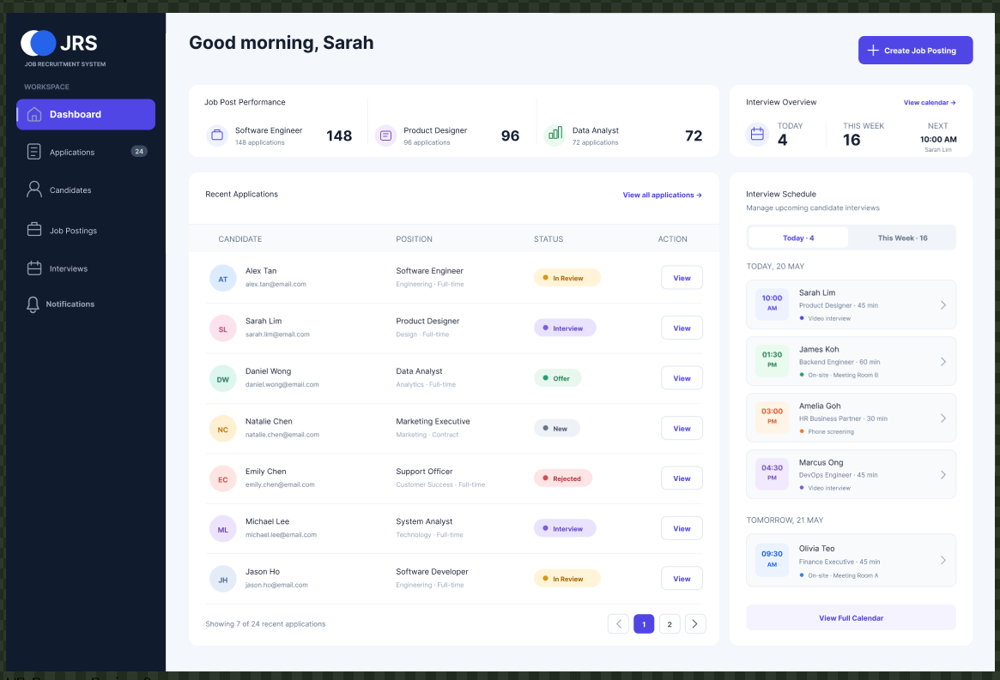 JRS
JOB RECRUITMENT SYSTEM
WORKSPACE
Dashboard
Applications 24
Candidates
Job Postings
Interviews
Notifications
Good morning, Sarah
Create Job Posting
Job Post Performance
Software Engineer
148 applications
148
Product Designer
96 applications
96
Data Analyst
72 applications
72
Interview Overview
View calendar →
TODAY
4
THIS WEEK
16
NEXT
10:00 AM
Sarah Lim
Recent Applications
View all applications →
CANDIDATE POSITION STATUS ACTION
AT
Alex Tan
alex.tan@email.com
Software Engineer
Engineering · Full-time
In Review
View
SL
Sarah Lim
sarah.lim@email.com
Product Designer
Design · Full-time
Interview
View
DW
Daniel Wong
daniel.wong@email.com
Data Analyst
Analytics · Full-time
Offer
View
NC
Natalie Chen
natalie.chen@email.com
Marketing Executive
Marketing · Contract
New
View
EC
Emily Chen
emily.chen@email.com
Support Officer
Customer Success · Full-time
Rejected
View
ML
Michael Lee
michael.lee@email.com
System Analyst
Technology · Full-time
Interview
View
JH
Jason Ho
jason.ho@email.com
Software Developer
Engineering · Full-time
In Review
View
Showing 7 of 24 recent applications
1 2
Interview Schedule
Manage upcoming candidate interviews
Today · 4
This Week · 16
TODAY, 20 MAY
10:00
AM
Sarah Lim
Product Designer · 45 min
Video interview
01:30
PM
James Koh
Backend Engineer · 60 min
On-site · Meeting Room B
03:00
PM
Amelia Goh
HR Business Partner · 30 min
Phone screening
04:30
PM
Marcus Ong
DevOps Engineer · 45 min
Video interview
TOMORROW, 21 MAY
09:30
AM
Olivia Teo
Finance Executive · 45 min
On-site · Meeting Room A
View Full Calendar